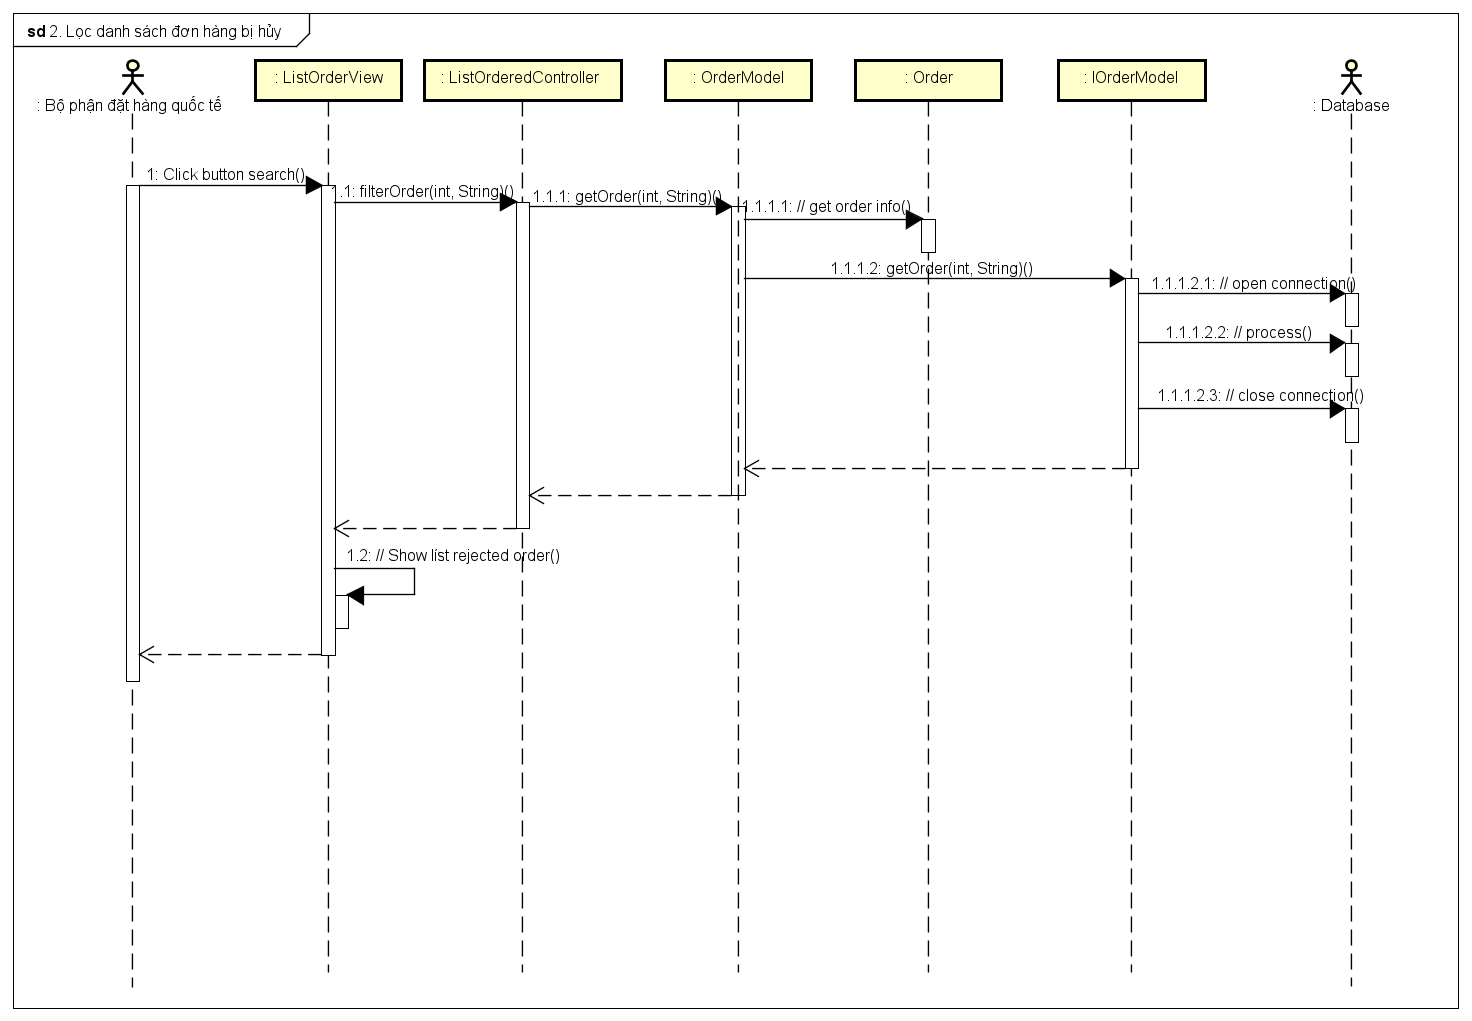 sd 2. Lọc danh sách đơn hàng bị hủy
: Bộ phận đặt hàng quốc tế
: ListOrderView
: ListOrderedController
: OrderModel
: Order
: IOrderModel
: Database
1: Click button search()
1.1: filterOrder(int, String)()
1.1.1: getOrder(int, String)()
1.1.1.1: // get order info()
1.1.1.2: getOrder(int, String)()
1.1.1.2.1: // open connection()
1.1.1.2.2: // process()
1.1.1.2.3: // close connection()
1.2: // Show list rejected order()